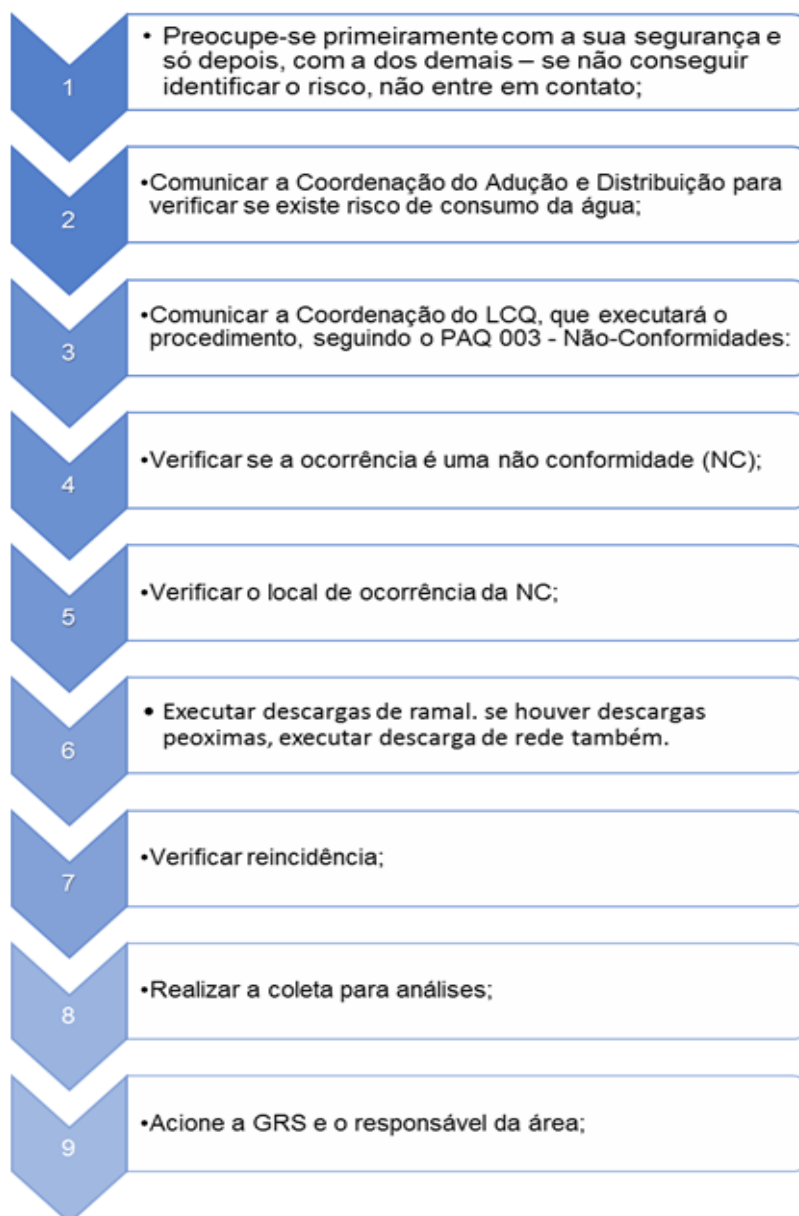 1
• Preocupe-se primeiramente com a sua segurança e
só depois, com a dos demais – se não conseguir
identificar o risco, não entre em contato;
2
•Comunicar a Coordenação do Adução e Distribuição para
verificar se existe risco de consumo da água;
3
•Comunicar a Coordenação do LCQ, que executará o
procedimento, seguindo o PAQ 003 - Não-Conformidades:
4
•Verificar se a ocorrência é uma não conformidade (NC);
5
•Verificar o local de ocorrência da NC;
6
• Executar descargas de ramal. se houver descargas
peoximas, executar descarga de rede também.
7
•Verificar reincidência;
8
•Realizar a coleta para análises;
9
•Acione a GRS e o responsável da área;